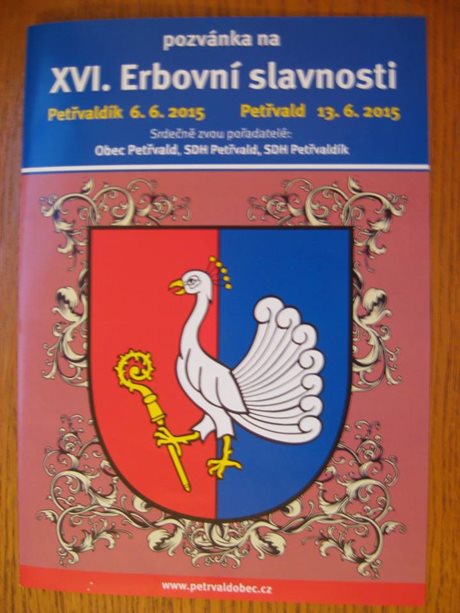 pozvánka na
XVI. Erbovní slavnosti
Petřvaldík 6. 6. 2015 Petřvald 13. 6. 2015
Srdečně zvou pořadatelé:
Obec Petřvald, SDH Petřvald, SDH Petřvaldík
www.petrvaldobec.cz